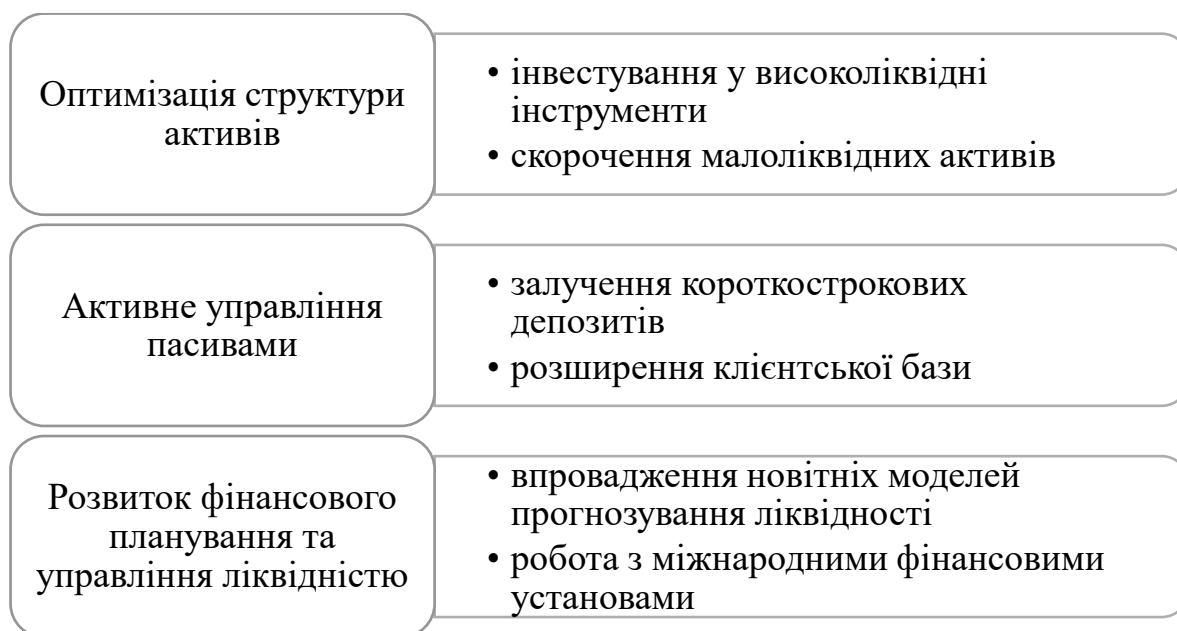 Оптимізація структури
активів
• інвестування у високоліквідні
інструменти
• скорочення малоліквідних активів
Активне управління
пасивами
• залучення короткострокових
депозитів
• розширення клієнтської бази
Розвиток фінансового
планування та
управління ліквідністю
• впровадження новітніх моделей
прогнозування ліквідності
• робота з міжнародними фінансовими
установами